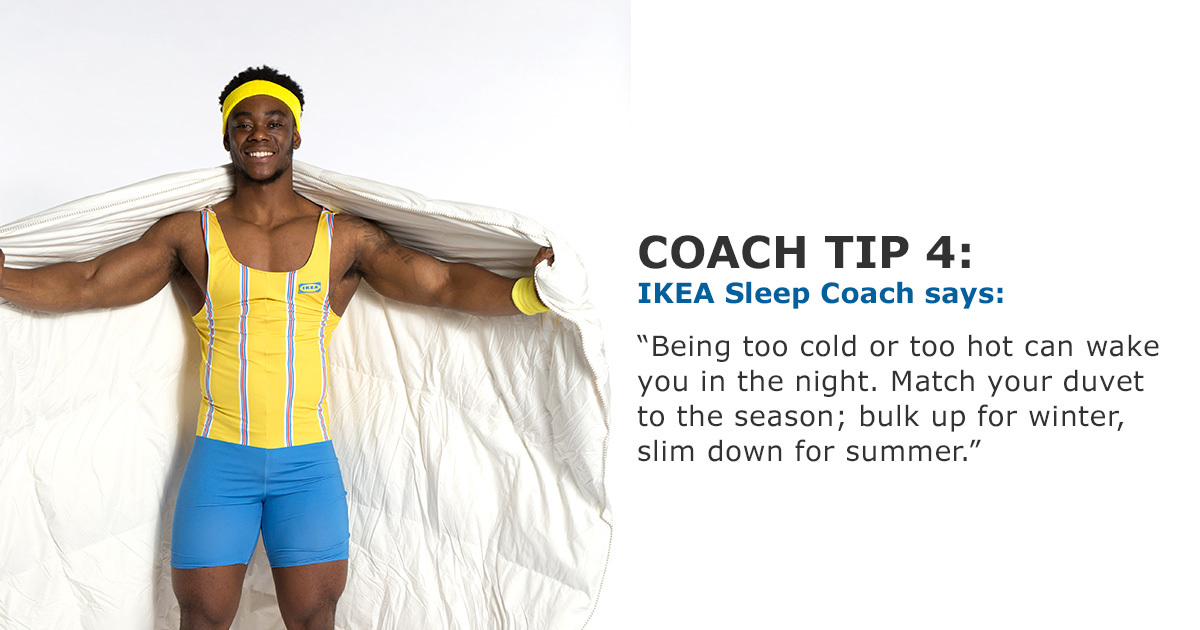 IKEA
COACH TIP 4:
IKEA Sleep Coach says:
“Being too cold or too hot can wake
you in the night. Match your duvet
to the season; bulk up for winter,
slim down for summer.”